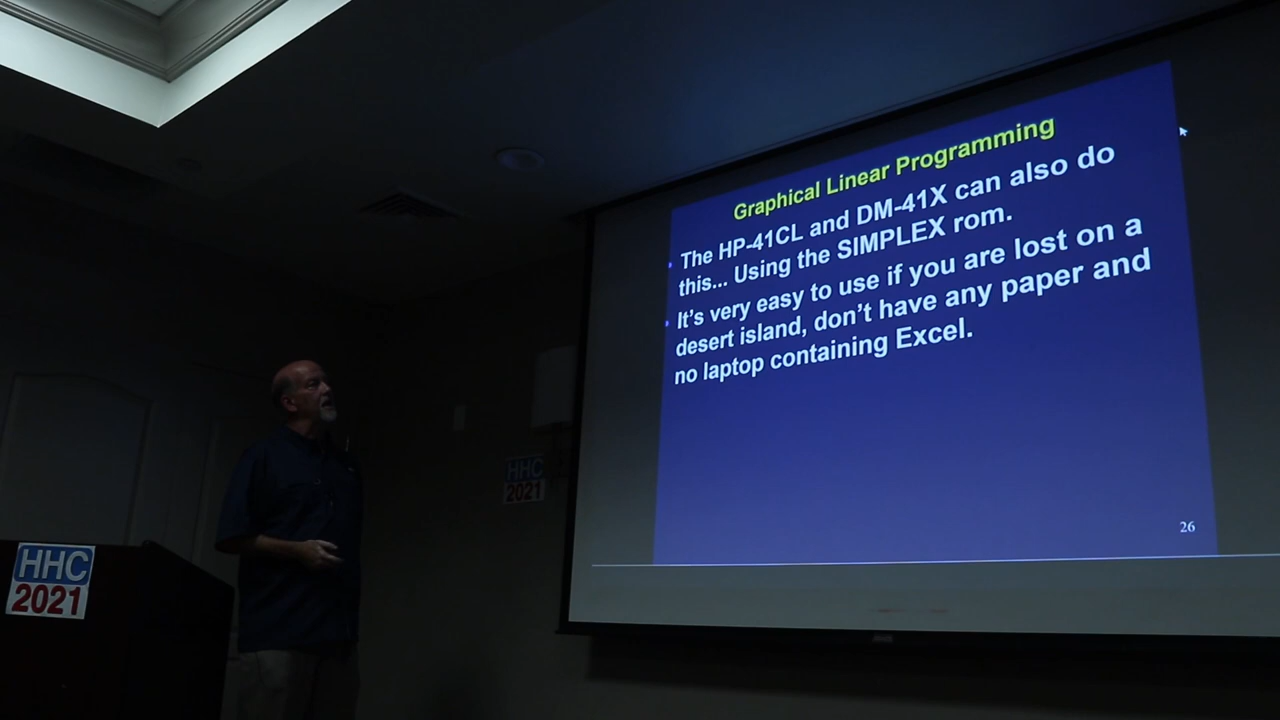 Graphical Linear Programming
The HP-41CL and DM-41X can also do
this... Using the SIMPLEX rom.
It's very easy to use if you are lost on a
desert island, don't have any paper and
no laptop containing Excel.
26
HHC
2021
HHC
2021